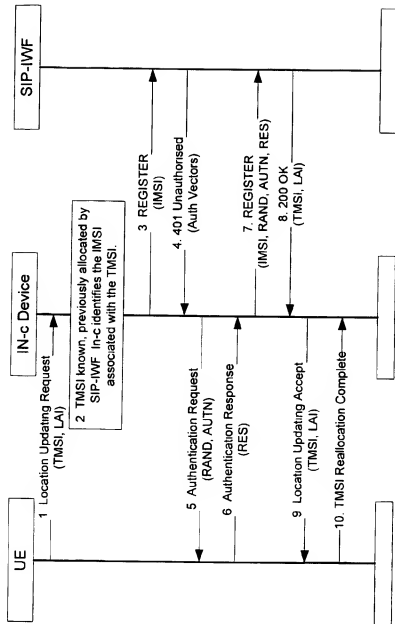 UE
IN-c Device
SIP-IWF
1 Location Updating Request
(TMSI, LAI)
2 TMSI known, previously allocated by
SIP-IWF In-c identifies the IMSI
associated with the TMSI.
3 REGISTER
(IMSI)
4. 401 Unauthorised
(Auth Vectors)
5 Authentication Request
(RAND, AUTN)
6 Authentication Response
(RES)
7. REGISTER
(IMSI, RAND, AUTN, RES)
8. 200 OK
(TMSI, LAI)
9 Location Updating Accept
(TMSI, LAI)
10. TMSI Reallocation Complete